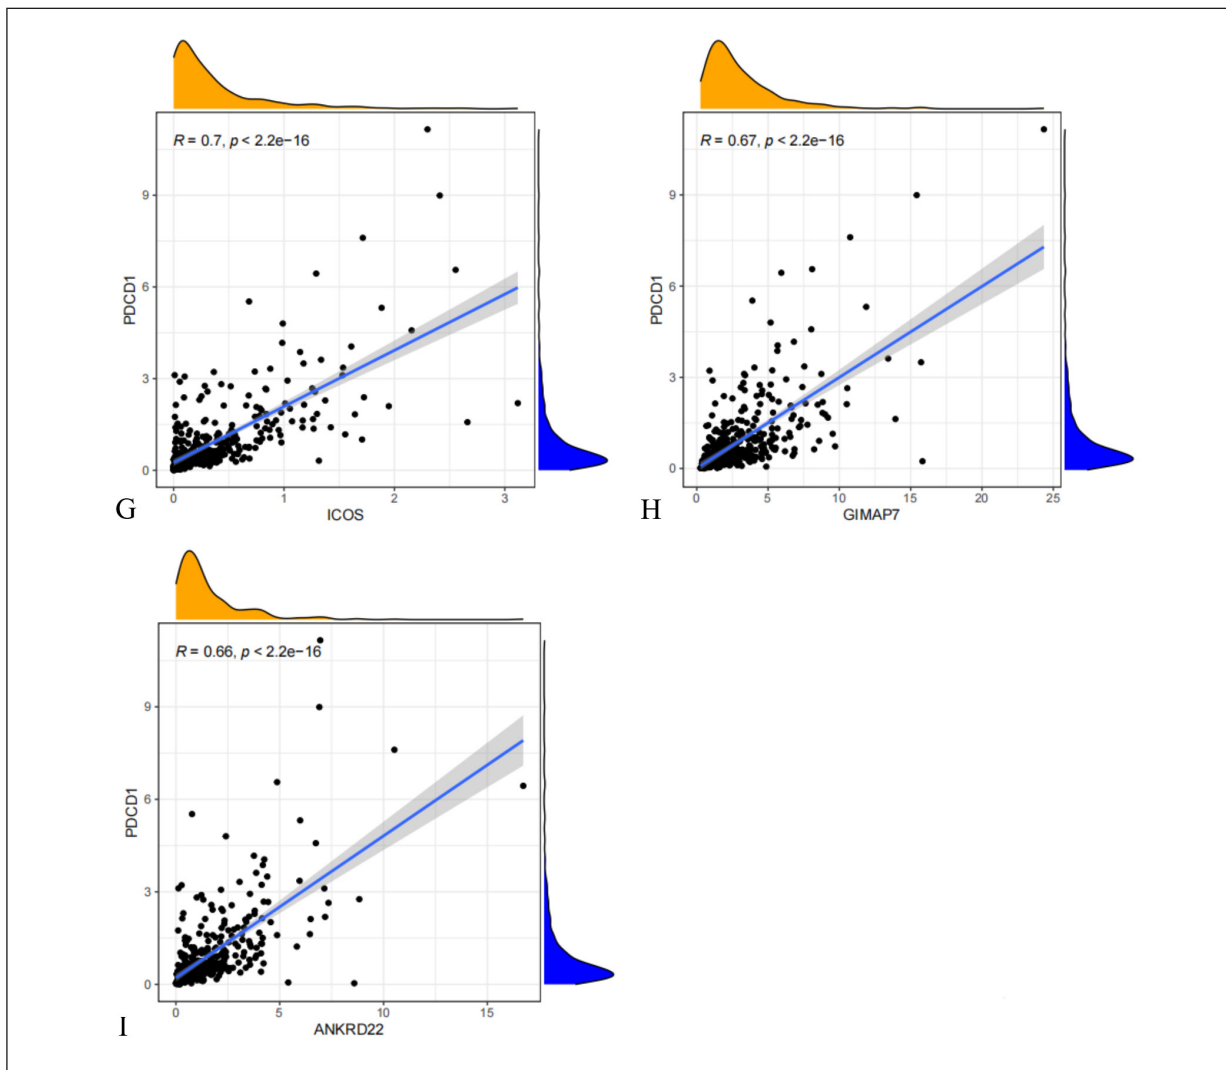 R = 0.7, p < 2.2e−16
PDCD1
9
6
3
0
0 1 2 3
ICOS
G
R = 0.67, p < 2.2e−16
PDCD1
9
6
3
0
0 5 10 15 20 25
GIMAP7
H
R = 0.66, p < 2.2e−16
PDCD1
9
6
3
0
0 5 10 15
ANKRD22
I